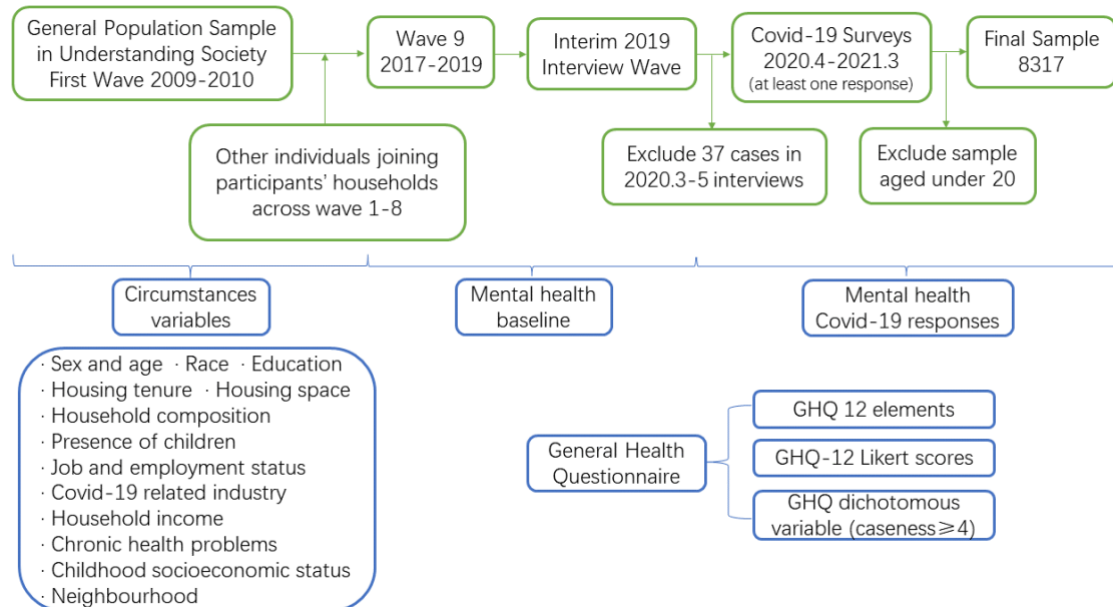 General Population Sample
in Understanding Society
First Wave 2009-2010
Wave 9
2017-2019
Interim 2019
Interview Wave
Covid-19 Surveys
2020.4-2021.3
(at least one response)
Final Sample
8317
Other individuals joining
participants' households
across wave 1-8
Exclude 37 cases in
2020.3-5 interviews
Exclude sample
aged under 20
Circumstances
variables
Mental health
baseline
Mental health
Covid-19 responses
· Sex and age · Race · Education
· Housing tenure · Housing space
· Household composition
· Presence of children
· Job and employment status
· Covid-19 related industry
· Household income
· Chronic health problems
· Childhood socioeconomic status
· Neighbourhood
General Health
Questionnaire
GHQ 12 elements
GHQ-12 Likert scores
GHQ dichotomous
variable (caseness≥4)